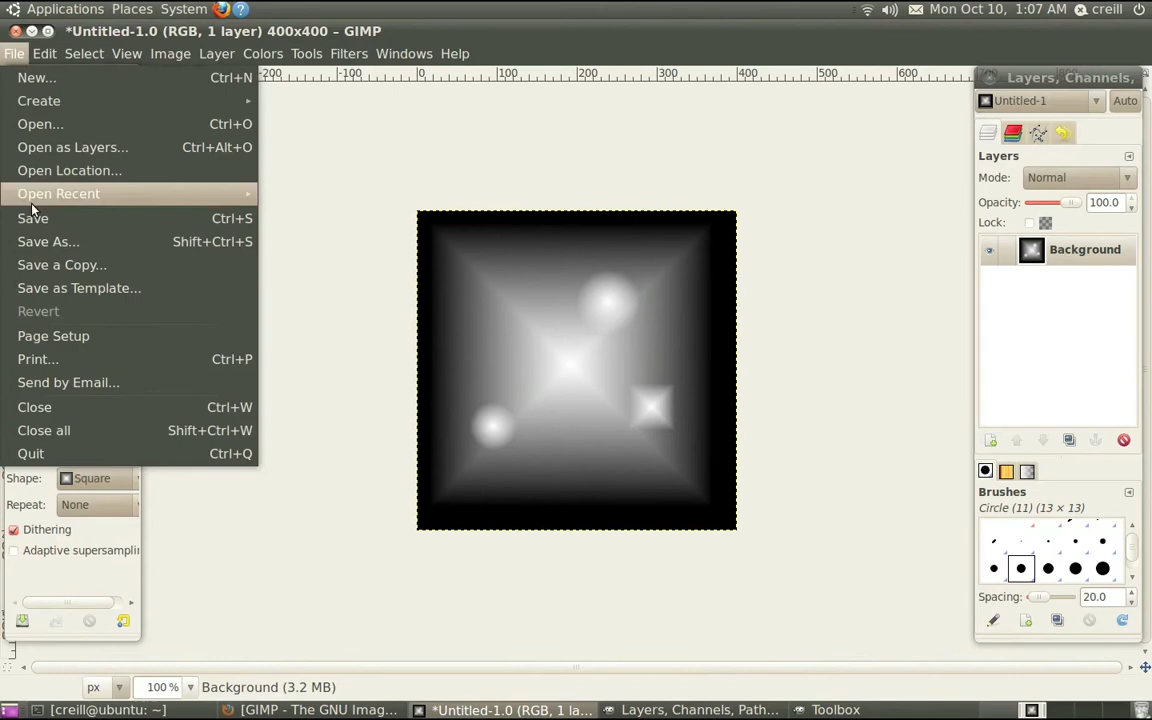 Applications Places System ? Mon Oct 10, 1:07 AM creill
*Untitled-1.0 (RGB, 1 layer) 400x400 – GIMP
File Edit Select View Image Layer Colors Tools Filters Windows Help
-200 -100 0 100 200 300 400 500 600
New... Ctrl+N
Create
Open... Ctrl+O
Open as Layers... Ctrl+Alt+O
Open Location...
Open Recent
Save Ctrl+S
Save As... Shift+Ctrl+S
Save a Copy...
Save as Template...
Revert
Page Setup
Print... Ctrl+P
Send by Email...
Close Ctrl+W
Close all Shift+Ctrl+W
Quit Ctrl+Q
Shape: Square
Repeat: None
Dithering
Adaptive supersamplin
Layers, Channels,
Untitled-1 Auto
Layers
Mode: Normal
Opacity: 100.0
Lock:
Background
Brushes
Circle (11) (13 × 13)
Spacing: 20.0
px 100 % Background (3.2 MB)
[creill@ubuntu: ~] [GIMP - The GNU Imag... *Untitled-1.0 (RGB, 1 la... Layers, Channels, Path... Toolbox